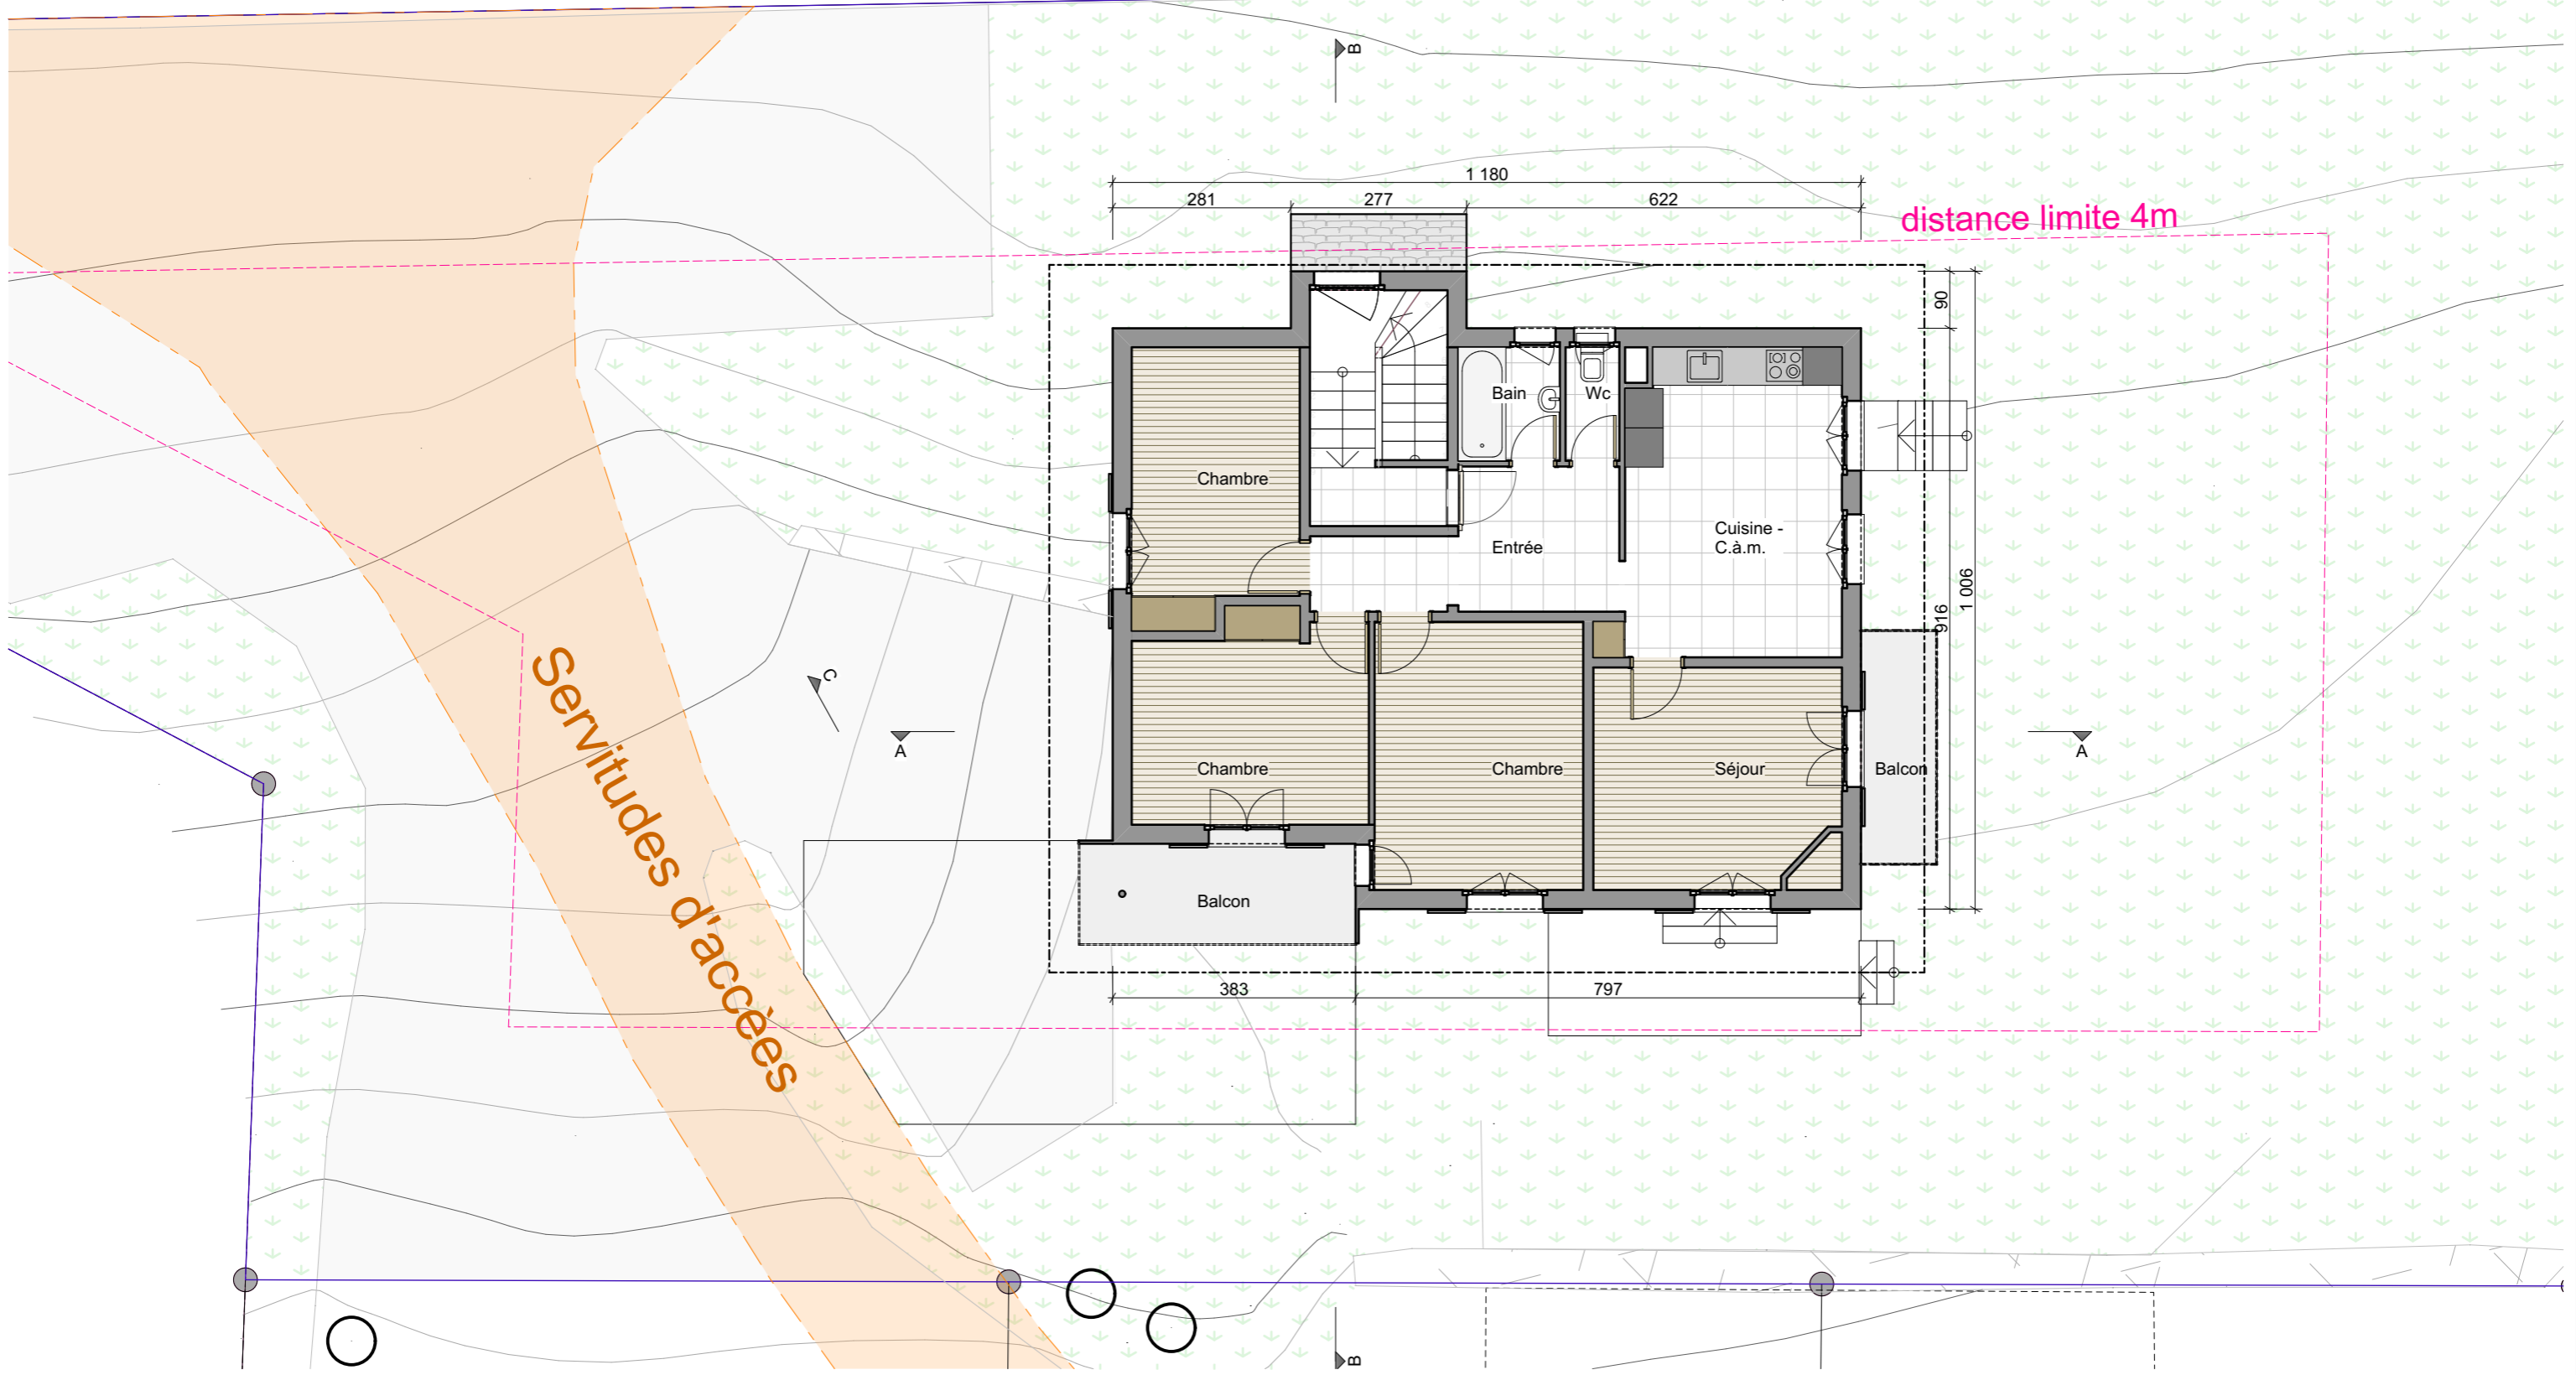 B
1 180
281
277
622
distance limite 4m
90
Bain
Wc
Chambre
Cuisine -
C.à.m.
Entrée
1 006
916
Servitudes d'accèes
C
A
A
Chambre
Chambre
Séjour
Balcon
Balcon
383
797
B